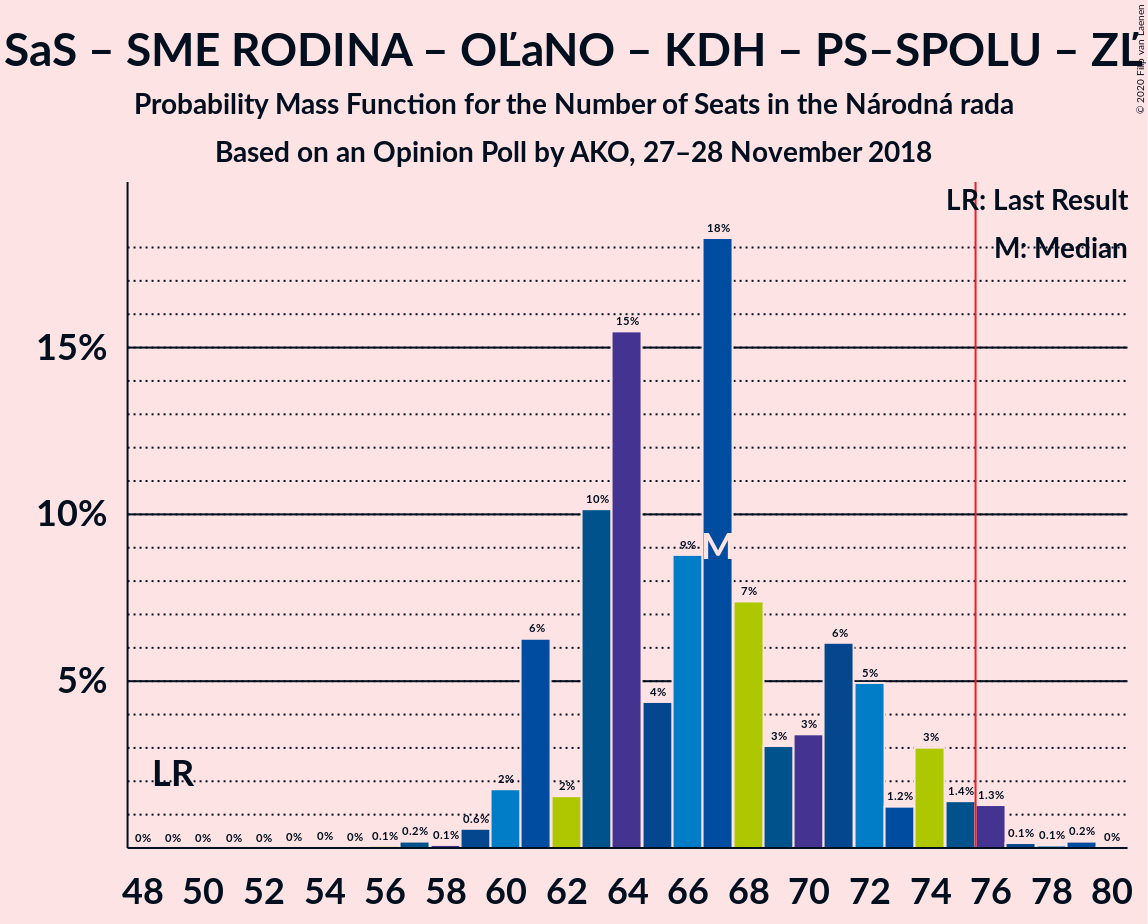 SaS – SME RODINA – OĽaNO – KDH – PS–SPOLU – ZĽ
Probability Mass Function for the Number of Seats in the Národná rada
Based on an Opinion Poll by AKO, 27–28 November 2018
© 2020 Filip van Laenen
LR: Last Result
M: Median
15%
10%
5%
LR
M
0% 0% 0% 0% 0% 0% 0% 0% 0.1% 0.2% 0.1% 0.6% 2% 6% 2% 10% 15% 4% 9% 18% 7% 3% 3% 6% 5% 1.2% 3% 1.4% 1.3% 0.1% 0.1% 0.2% 0%
48 50 52 54 56 58 60 62 64 66 68 70 72 74 76 78 80